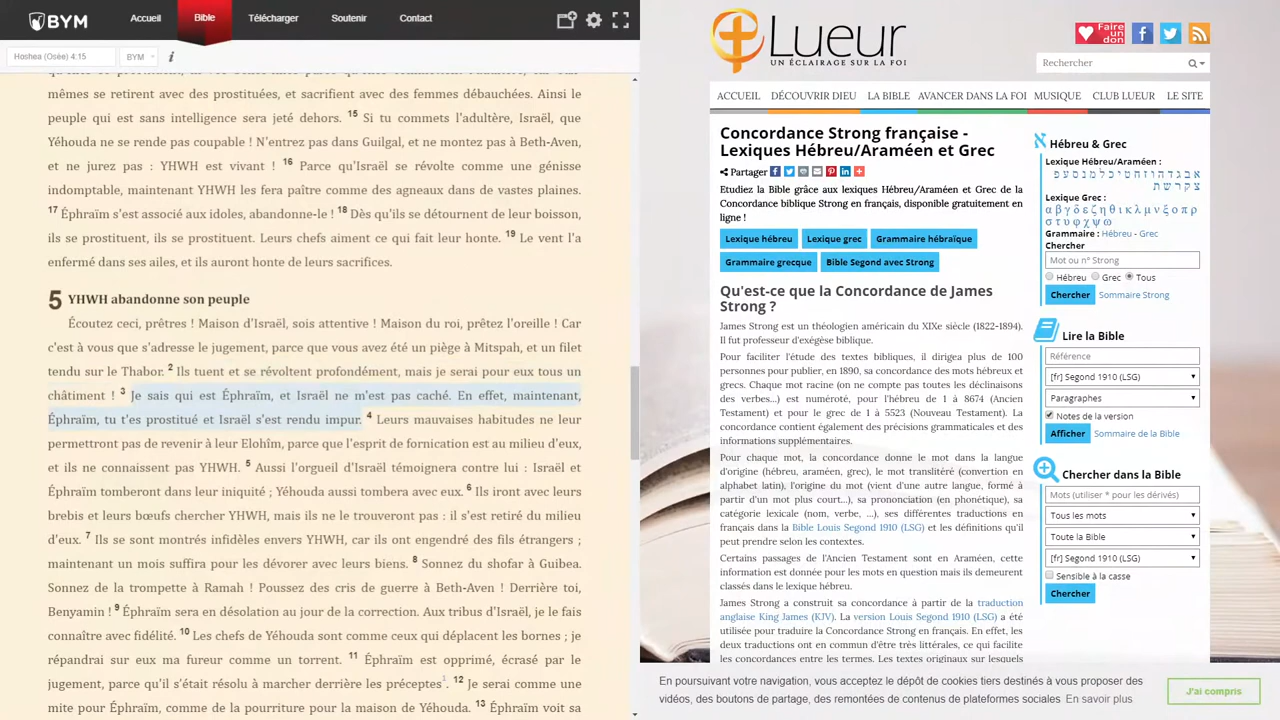 BYM
Accueil
Bible
Télécharger
Soutenir
Contact
Hoshea (Osée) 4:15
BYM
mêmes se retirent avec des prostituées, et sacrifient avec des femmes débauchées. Ainsi le
peuple qui est sans intelligence sera jeté dehors. 15 Si tu commets l'adultère, Israël, que
Yéhouda ne se rende pas coupable ! N'entrez pas dans Guilgal, et ne montez pas à Beth-Aven,
et ne jurez pas : YHWH est vivant ! 16 Parce qu'Israël se révolte comme une génisse
indomptable, maintenant YHWH les fera paître comme des agneaux dans de vastes plaines.
17 Éphraïm s'est associé aux idoles, abandonne-le ! 18 Dès qu'ils se détournent de leur boisson,
ils se prostituent, ils se prostituent. Leurs chefs aiment ce qui fait leur honte. 19 Le vent l'a
enfermé dans ses ailes, et ils auront honte de leurs sacrifices.
5 YHWH abandonne son peuple
Écoutez ceci, prêtres ! Maison d'Israël, sois attentive ! Maison du roi, prêtez l'oreille ! Car
c'est à vous que s'adresse le jugement, parce que vous avez été un piège à Mitspah, et un filet
tendu sur le Thabor. 2 Ils tuent et se révoltent profondément, mais je serai pour eux tous un
châtiment ! 3 Je sais qui est Éphraïm, et Israël ne m'est pas caché. En effet, maintenant,
Éphraïm, tu t'es prostitué et Israël s'est rendu impur. 4 Leurs mauvaises habitudes ne leur
permettront pas de revenir à leur Elohîm, parce que l'esprit de fornication est au milieu d'eux,
et ils ne connaissent pas YHWH. 5 Aussi l'orgueil d'Israël témoignera contre lui : Israël et
Éphraïm tomberont dans leur iniquité ; Yéhouda aussi tombera avec eux. 6 Ils iront avec leurs
brebis et leurs bœufs chercher YHWH, mais ils ne le trouveront pas : il s'est retiré du milieu
d'eux. 7 Ils se sont montrés infidèles envers YHWH, car ils ont engendré des fils étrangers ;
maintenant un mois suffira pour les dévorer avec leurs biens. 8 Sonnez du shofar à Guibea.
Sonnez de la trompette à Ramah ! Poussez des cris de guerre à Beth-Aven ! Derrière toi,
Benyamin ! 9 Éphraïm sera en désolation au jour de la correction. Aux tribus d'Israël, je le fais
connaître avec fidélité. 10 Les chefs de Yéhouda sont comme ceux qui déplacent les bornes ; je
répandrai sur eux ma fureur comme un torrent. 11 Éphraïm est opprimé, écrasé par le
jugement, parce qu'il s'était résolu à marcher derrière les préceptes1. 12 Je serai comme une
mite pour Éphraïm, comme de la pourriture pour la maison de Yéhouda. 13 Éphraïm voit sa
Lueur
UN ÉCLAIRAGE SUR LA FOI
Faire un don
Rechercher
ACCUEIL
DÉCOUVRIR DIEU
LA BIBLE
AVANCER DANS LA FOI
MUSIQUE
CLUB LUEUR
LE SITE
Concordance Strong française -
Lexiques Hébreu/Araméen et Grec
Partager
Etudiez la Bible grâce aux lexiques Hébreu/Araméen et Grec de la
Concordance biblique Strong en français, disponible gratuitement en
ligne !
Lexique hébreu
Lexique grec
Grammaire hébraïque
Grammaire grecque
Bible Segond avec Strong
Qu'est-ce que la Concordance de James
Strong ?
James Strong est un théologien américain du XIXe siècle (1822-1894).
Il fut professeur d'exégèse biblique.
Pour faciliter l'étude des textes bibliques, il dirigea plus de 100
personnes pour publier, en 1890, sa concordance des mots hébreux et
grecs. Chaque mot racine (on ne compte pas toutes les déclinaisons
des verbes...) est numéroté, pour l'hébreu de 1 à 8674 (Ancien
Testament) et pour le grec de 1 à 5523 (Nouveau Testament). La
concordance contient également des précisions grammaticales et des
informations supplémentaires.
Pour chaque mot, la concordance donne le mot dans la langue
d'origine (hébreu, araméen, grec), le mot translitéré (convertion en
alphabet latin), l'origine du mot (vient d'une autre langue, formé à
partir d'un mot plus court...), sa prononciation (en phonétique), sa
catégorie lexicale (nom, verbe, ...), ses différentes traductions en
français dans la Bible Louis Segond 1910 (LSG) et les définitions qu'il
peut prendre selon les contextes.
Certains passages de l'Ancien Testament sont en Araméen, cette
information est donnée pour les mots en question mais ils demeurent
classés dans le lexique hébreu.
James Strong a construit sa concordance à partir de la traduction
anglaise King James (KJV). La version Louis Segond 1910 (LSG) a été
utilisée pour traduire la Concordance Strong en français. En effet, les
deux traductions ont en commun d'être très littérales, ce qui facilite
les concordances entre les termes. Les textes originaux sur lesquels
א Hébreu & Grec
Lexique Hébreu/Araméen :
א ב ג ד ה ו ז ח ט י כ ל מ נ ס ע פ
צ ק ר ש ת
Lexique Grec :
α β γ δ ε ζ η θ ι κ λ μ ν ξ ο π ρ
σ τ υ φ χ ψ ω
Grammaire : Hébreu - Grec
Chercher
Mot ou n° Strong
Hébreu Grec Tous
Chercher Sommaire Strong
Lire la Bible
Référence
[fr] Segond 1910 (LSG)
Paragraphes
Notes de la version
Afficher Sommaire de la Bible
Chercher dans la Bible
Mots (utiliser * pour les dérivés)
Tous les mots
Toute la Bible
[fr] Segond 1910 (LSG)
Sensible à la casse
Chercher
En poursuivant votre navigation, vous acceptez le dépôt de cookies tiers destinés à vous proposer des
vidéos, des boutons de partage, des remontées de contenus de plateformes sociales En savoir plus
J'ai compris